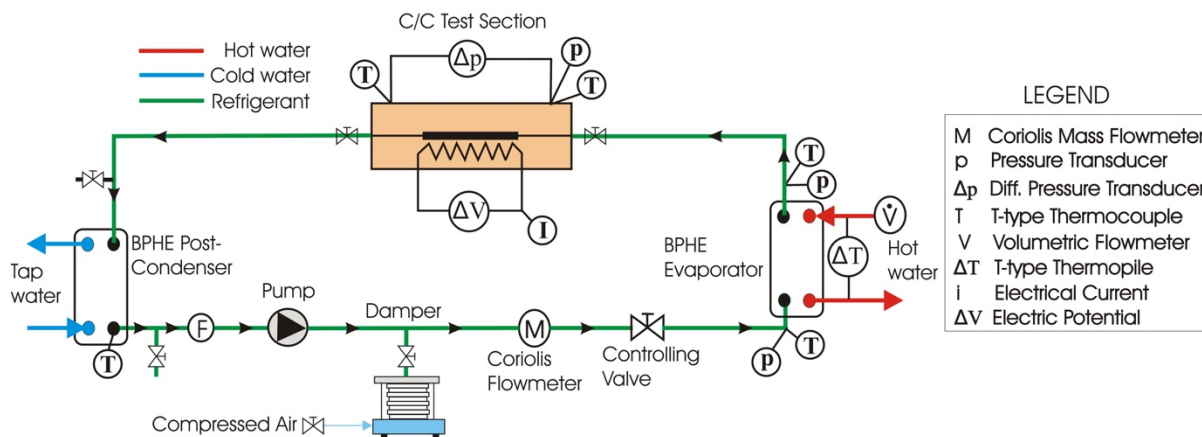 C/C Test Section
Hot water
Cold water
Refrigerant
T
Δp
p
T
ΔV
I
T
p
V̇
ΔT
Hot
water
BPHE
Evaporator
BPHE Post-
Condenser
Tap
water
T
F
Pump
Damper
M
Coriolis
Flowmeter
Controlling
Valve
p
T
Compressed Air
LEGEND
M Coriolis Mass Flowmeter
p Pressure Transducer
Δp Diff. Pressure Transducer
T T-type Thermocouple
V Volumetric Flowmeter
ΔT T-type Thermopile
i Electrical Current
ΔV Electric Potential